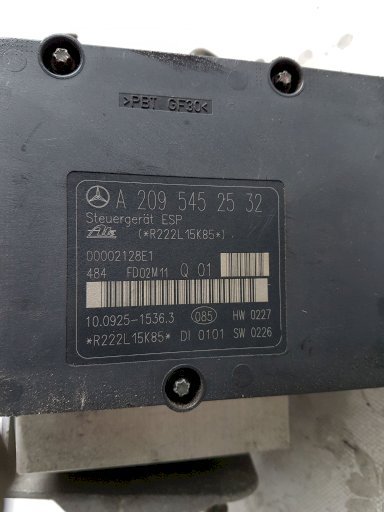 >PBT GF30<
A 209 545 25 32
Steuergerät ESP
Ate (*R222L15K85*)
00002128E1
484 FD02M11 Q 01
10.0925-1536.3 085 HW 0227
*R222L15K85* DI 0101 SW 0226